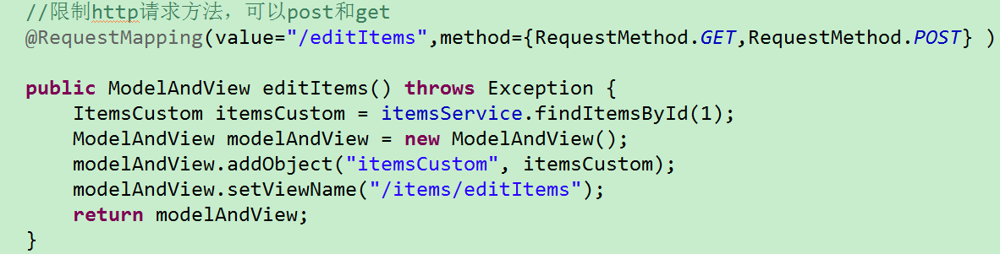 //限制http请求方法，可以post和get
@RequestMapping(value="/editItems",method={RequestMethod.GET,RequestMethod.POST} )
public ModelAndView editItems() throws Exception {
ItemsCustom itemsCustom = itemsService.findItemsById(1);
ModelAndView modelAndView = new ModelAndView();
modelAndView.addObject("itemsCustom", itemsCustom);
modelAndView.setViewName("/items/editItems");
return modelAndView;
}